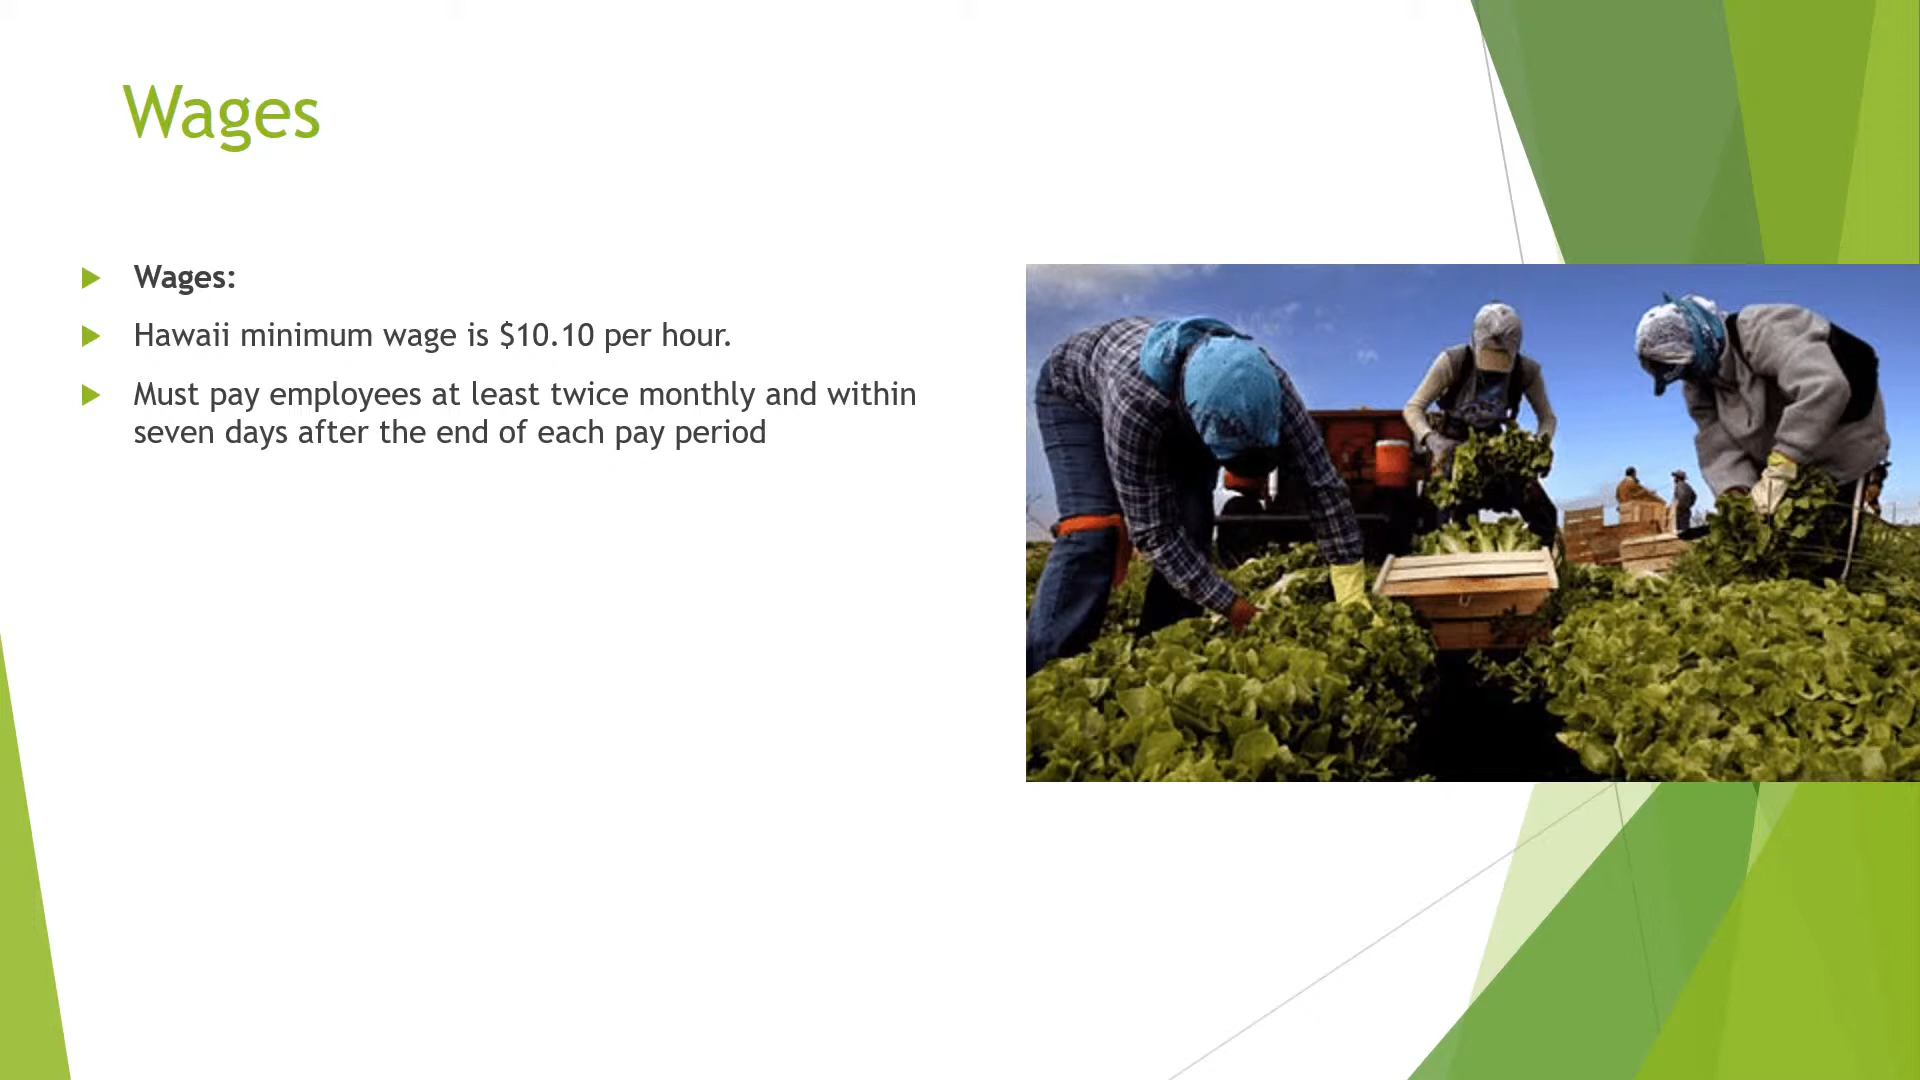 Wages
Wages:
Hawaii minimum wage is $10.10 per hour.
Must pay employees at least twice monthly and within
seven days after the end of each pay period